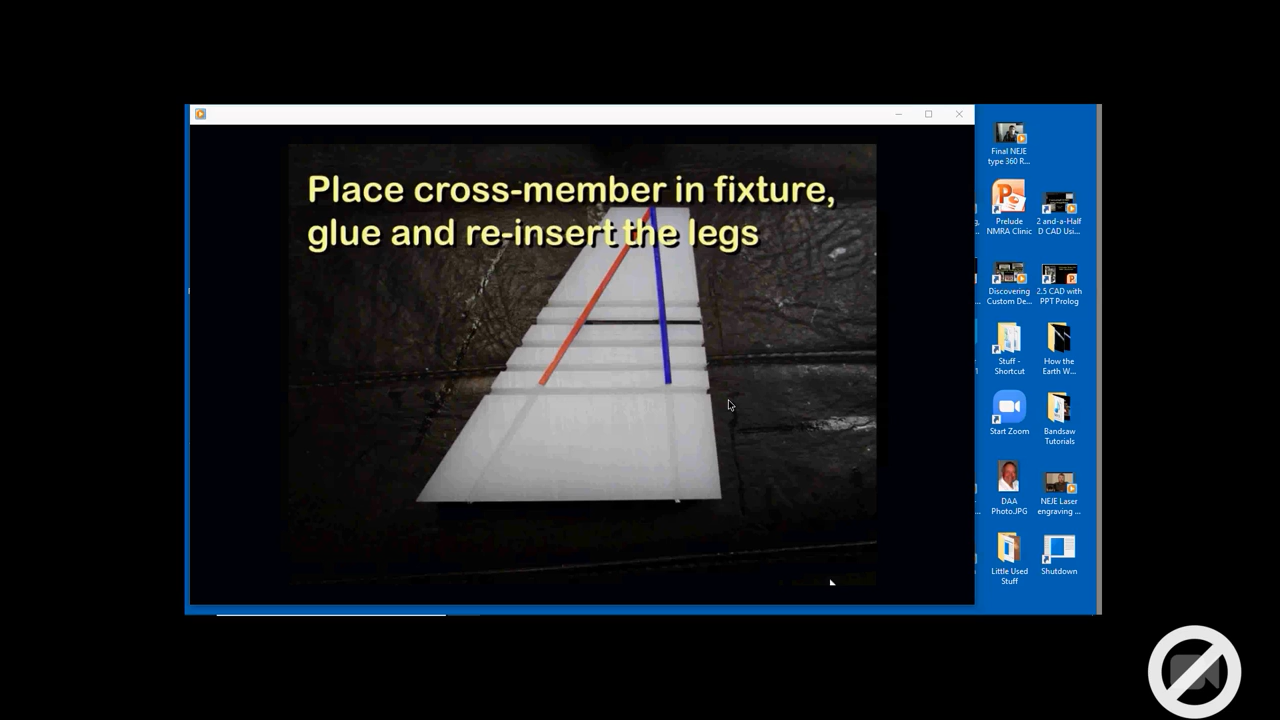 Place cross-member in fixture,
glue and re-insert the legs
Final NEJE
type 360 R...
Prelude
NMRA Clinic
2 and-a-Half
D CAD Usi...
Discovering
Custom De...
2.5 CAD with
PPT Prolog
Stuff -
Shortcut
How the
Earth W...
Start Zoom
Bandsaw
Tutorials
DAA
Photo.JPG
NEJE Laser
engraving ...
Little Used
Stuff
Shutdown